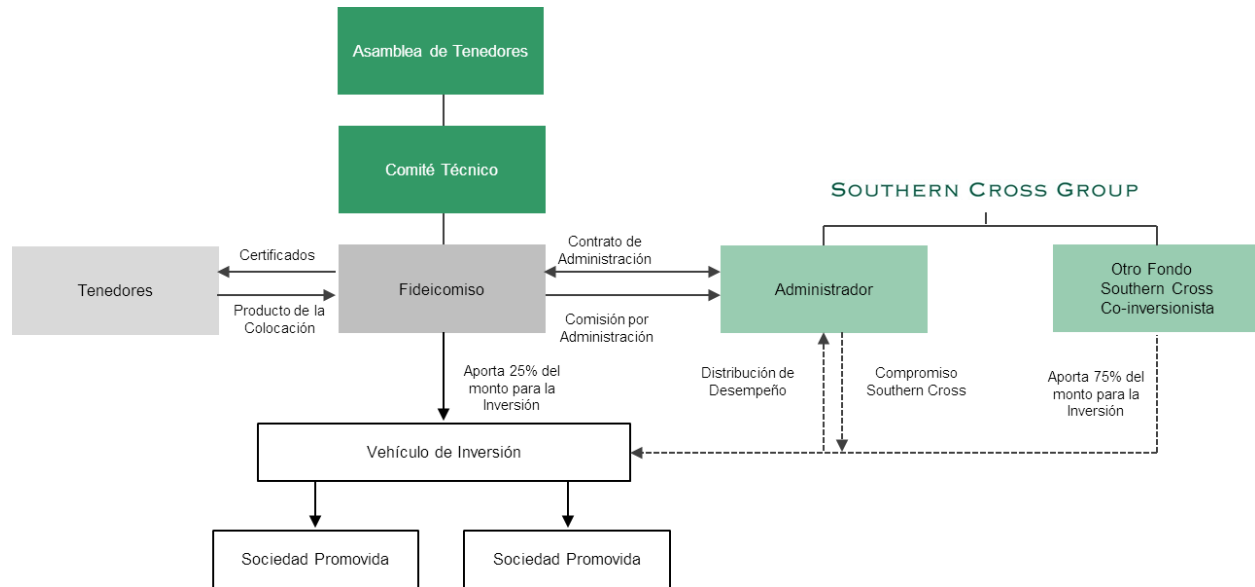 Asamblea de Tenedores
Comité Técnico
SOUTHERN CROSS GROUP
Tenedores
Certificados
Producto de la
Colocación
Fideicomiso
Contrato de
Administración
Comisión por
Administración
Administrador
Otro Fondo
Southern Cross
Co-inversionista
Aporta 25% del
monto para la
Inversión
Distribución de
Desempeño
Compromiso
Southern Cross
Aporta 75% del
monto para la
Inversión
Vehículo de Inversión
Sociedad Promovida
Sociedad Promovida